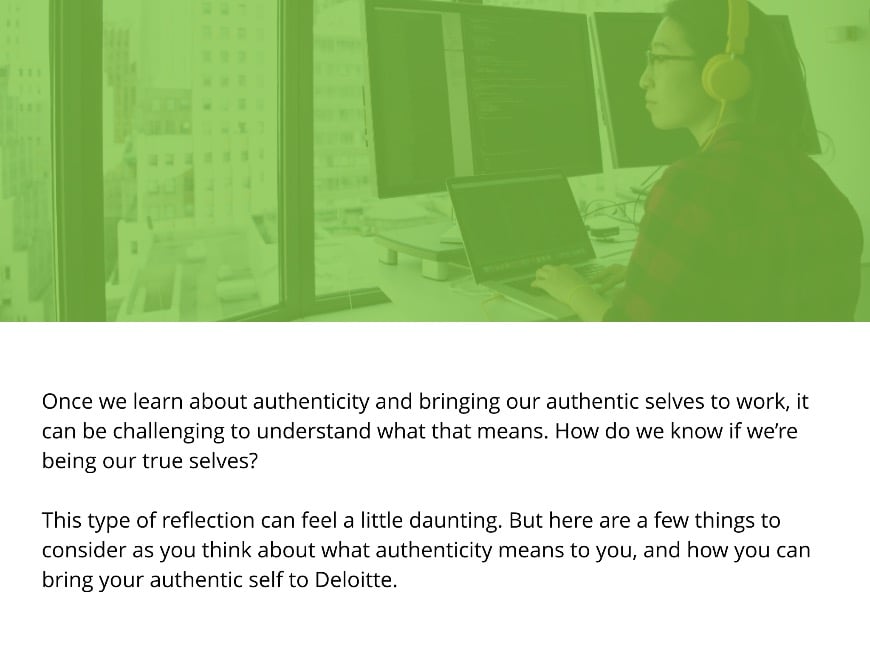 Once we learn about authenticity and bringing our authentic selves to work, it
can be challenging to understand what that means. How do we know if we’re
being our true selves?
This type of reflection can feel a little daunting. But here are a few things to
consider as you think about what authenticity means to you, and how you can
bring your authentic self to Deloitte.